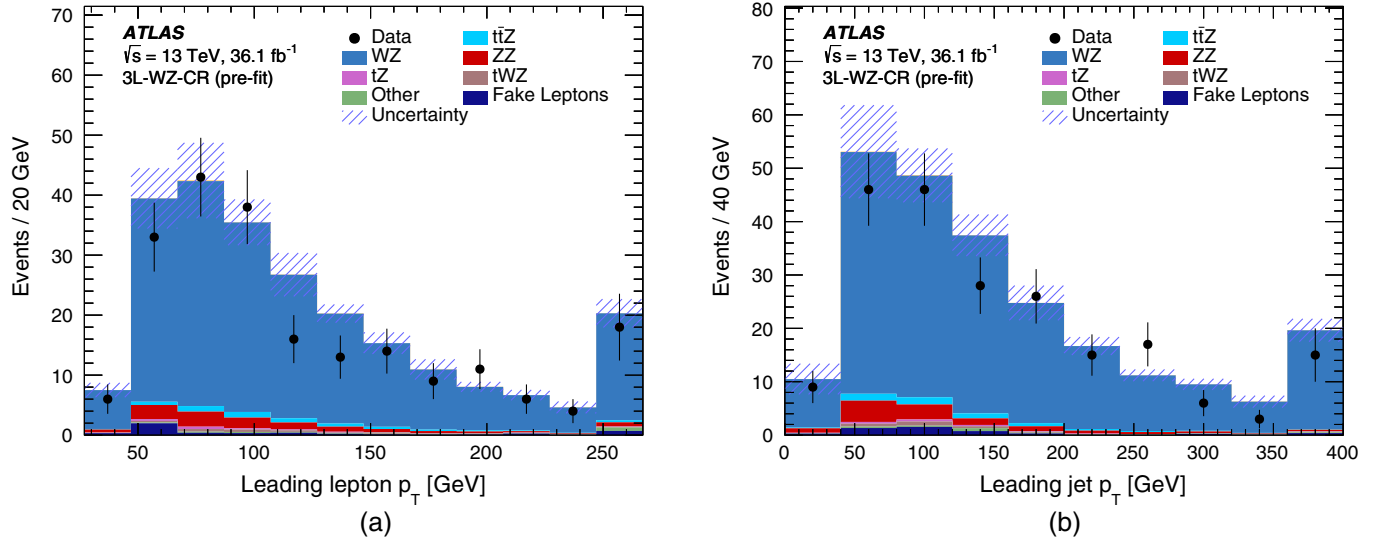 ATLAS
√s = 13 TeV, 36.1 fb⁻¹
3L-WZ-CR (pre-fit)
Data
WZ
tZ
Other
Uncertainty
tt̄Z
ZZ
tWZ
Fake Leptons
Events / 20 GeV
70
60
50
40
30
20
10
0
50 100 150 200 250
Leading lepton p_T [GeV]
(a)
ATLAS
√s = 13 TeV, 36.1 fb⁻¹
3L-WZ-CR (pre-fit)
Data
WZ
tZ
Other
Uncertainty
tt̄Z
ZZ
tWZ
Fake Leptons
Events / 40 GeV
80
70
60
50
40
30
20
10
0
0 50 100 150 200 250 300 350 400
Leading jet p_T [GeV]
(b)